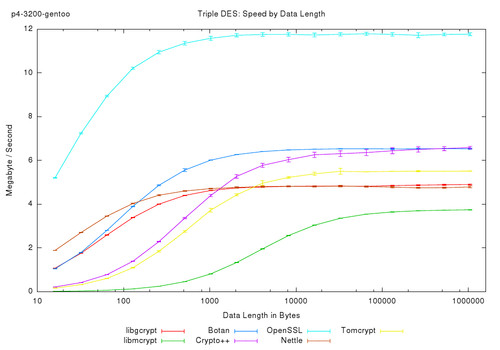 p4-3200-gentoo
Triple DES: Speed by Data Length
Megabyte / Second
12
10
8
6
4
2
0
10 100 1000 10000 100000 1000000
Data Length in Bytes
libgcrypt Botan OpenSSL Tomcrypt
libmcrypt Crypto++ Nettle